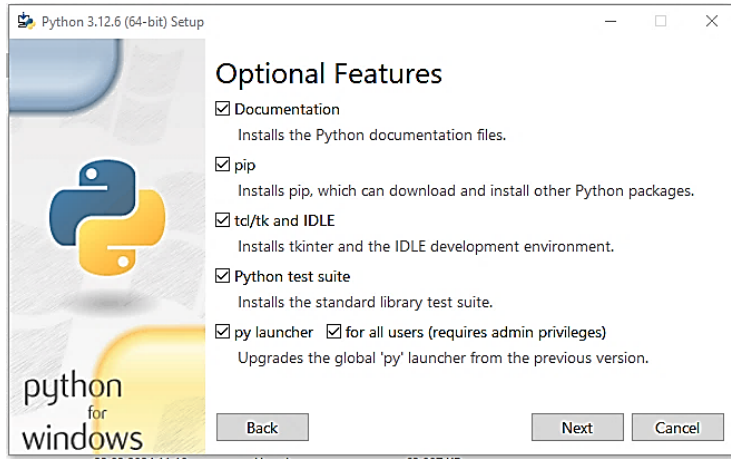 Python 3.12.6 (64-bit) Setup
Optional Features
Documentation
Installs the Python documentation files.
pip
Installs pip, which can download and install other Python packages.
tcl/tk and IDLE
Installs tkinter and the IDLE development environment.
Python test suite
Installs the standard library test suite.
py launcher for all users (requires admin privileges)
Upgrades the global 'py' launcher from the previous version.
python
for
windows
Back Next Cancel